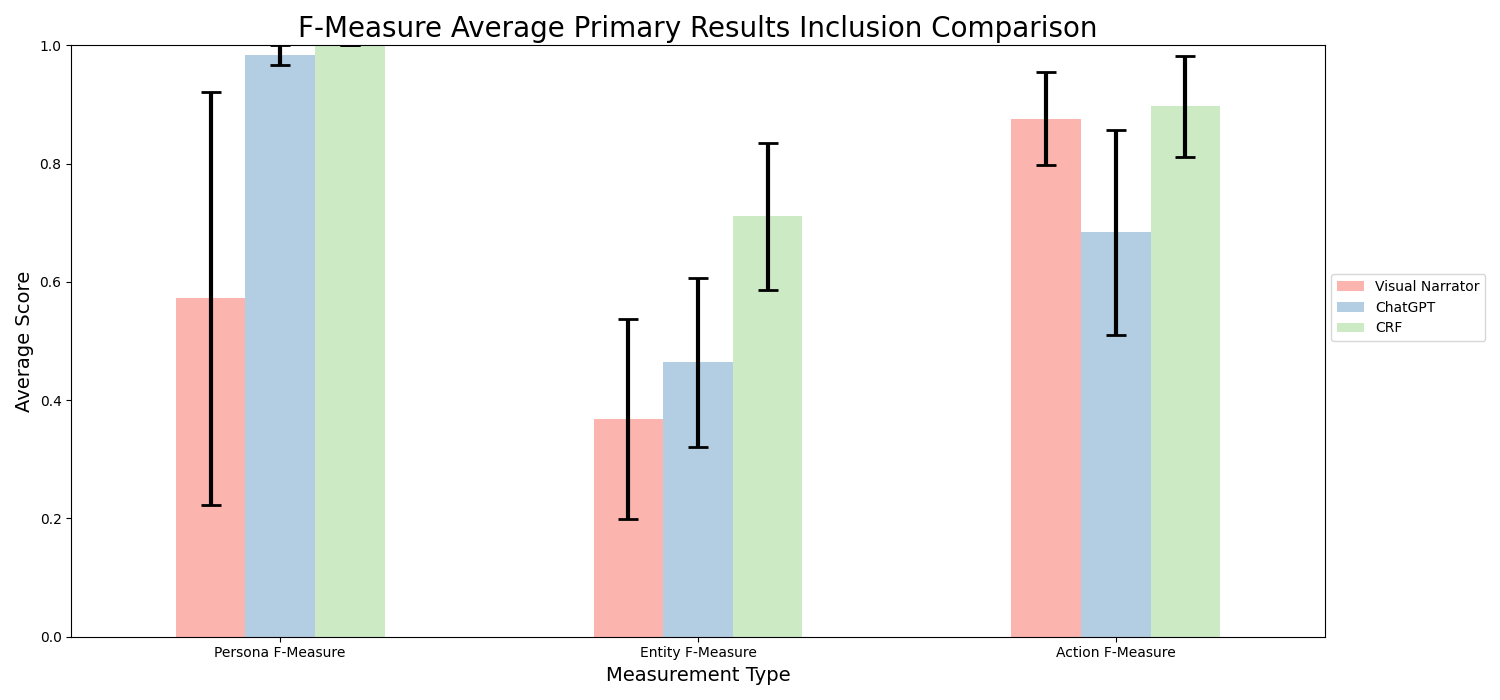 F-Measure Average Primary Results Inclusion Comparison
Average Score
1.0
0.8
0.6
0.4
0.2
0.0
Persona F-Measure
Entity F-Measure
Action F-Measure
Measurement Type
Visual Narrator
ChatGPT
CRF